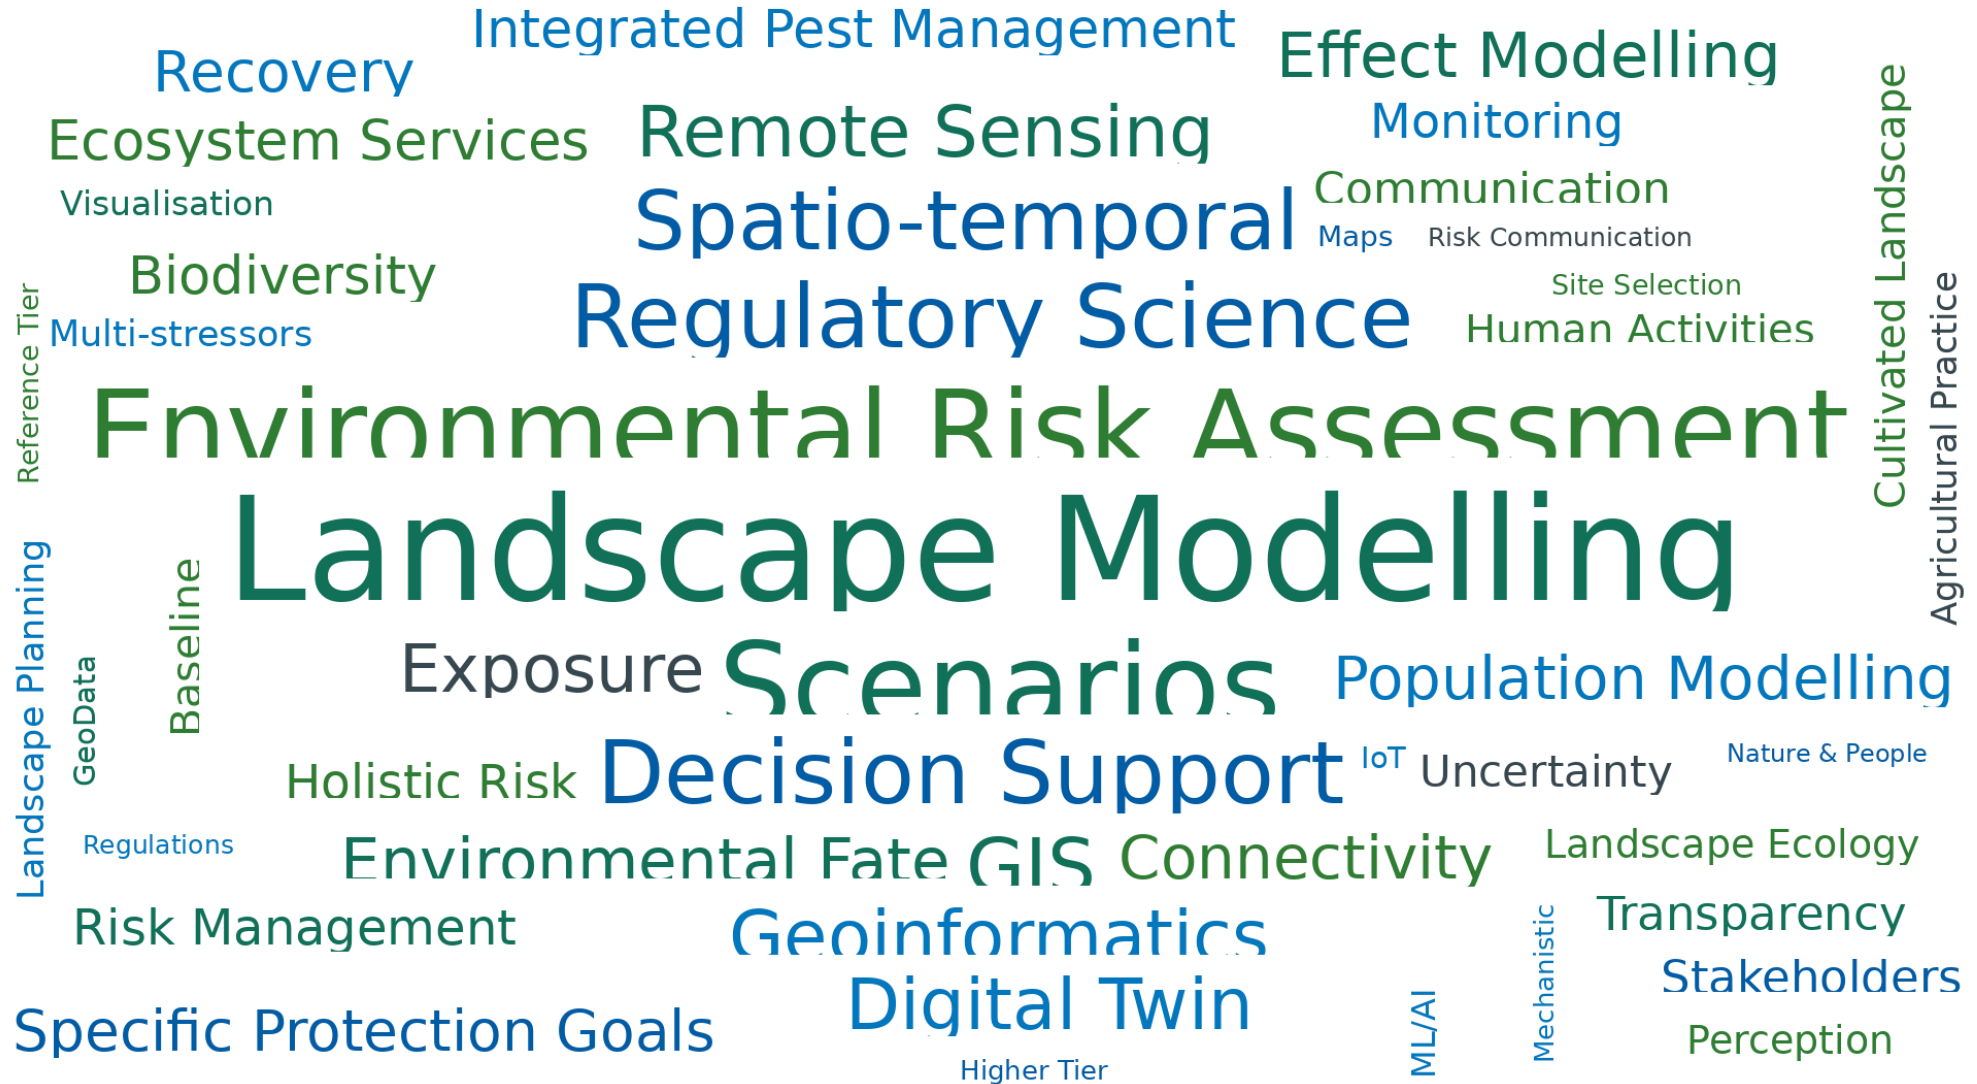 Integrated Pest Management
Recovery
Effect Modelling
Ecosystem Services
Remote Sensing
Monitoring
Visualisation
Spatio-temporal
Communication
Maps
Risk Communication
Cultivated Landscape
Biodiversity
Regulatory Science
Site Selection
Human Activities
Multi-stressors
Reference Tier
Agricultural Practice
Environmental Risk Assessment
Landscape Modelling
Landscape Planning
GeoData
Baseline
Exposure
Scenarios
Population Modelling
Holistic Risk
Decision Support
IoT
Uncertainty
Nature & People
Regulations
Environmental Fate
GIS
Connectivity
Landscape Ecology
Risk Management
Geoinformatics
Mechanistic
Transparency
Stakeholders
Specific Protection Goals
Digital Twin
ML/AI
Perception
Higher Tier